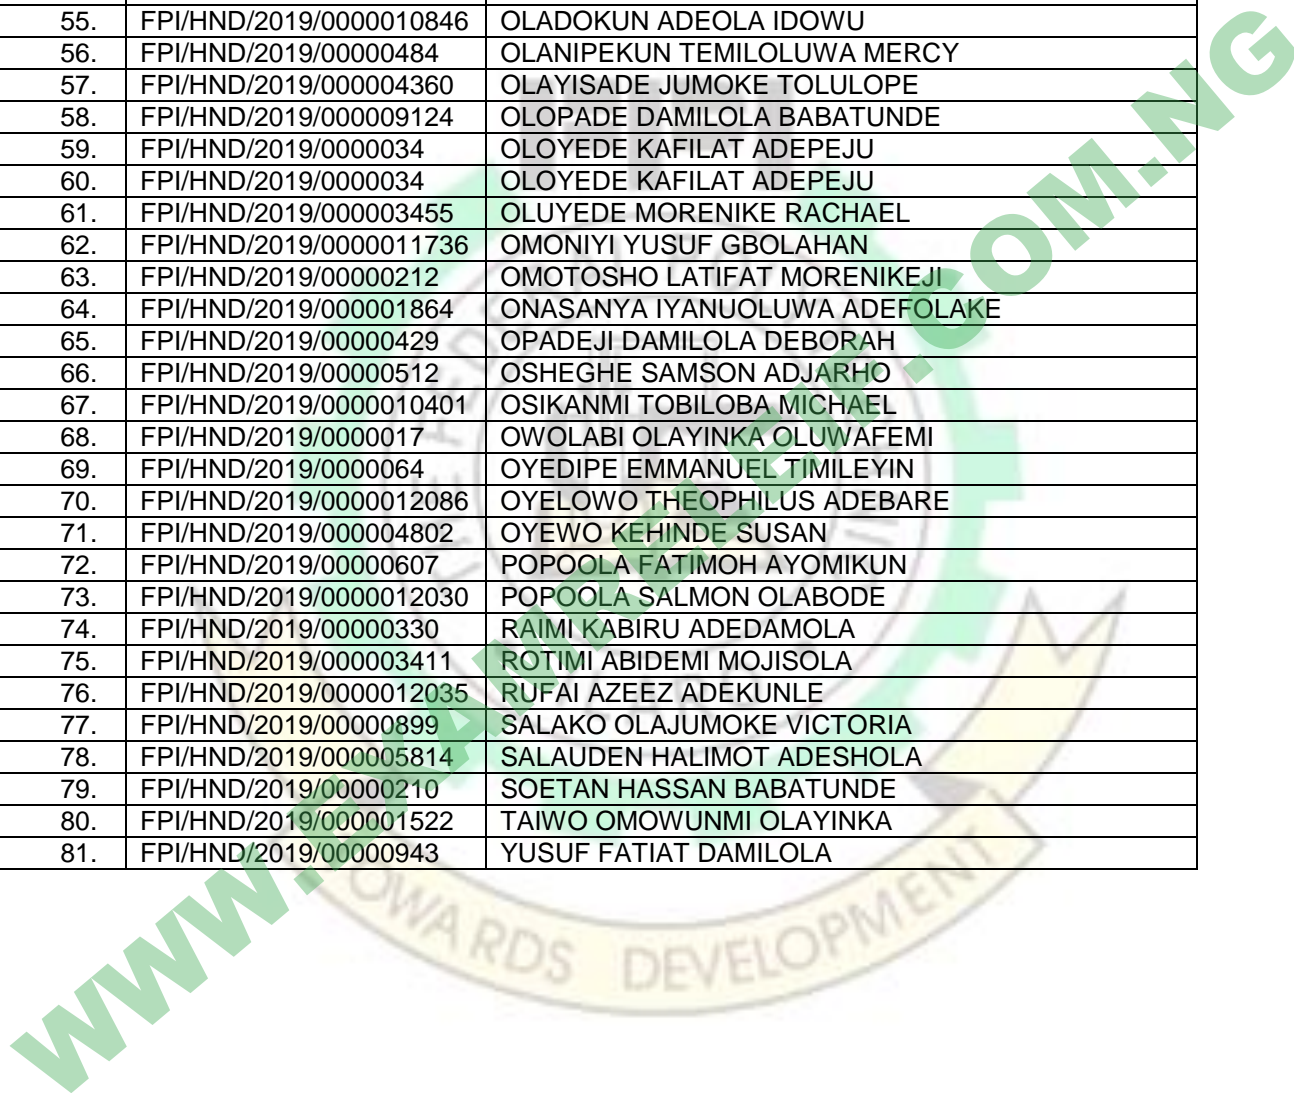 55. FPI/HND/2019/0000010846 OLADOKUN ADEOLA IDOWU
56. FPI/HND/2019/00000484 OLANIPEKUN TEMILOLUWA MERCY
57. FPI/HND/2019/000004360 OLAYISADE JUMOKE TOLULOPE
58. FPI/HND/2019/000009124 OLOPADE DAMILOLA BABATUNDE
59. FPI/HND/2019/0000034 OLOYEDE KAFILAT ADEPEJU
60. FPI/HND/2019/0000034 OLOYEDE KAFILAT ADEPEJU
61. FPI/HND/2019/000003455 OLUYEDE MORENIKE RACHAEL
62. FPI/HND/2019/0000011736 OMONIYI YUSUF GBOLAHAN
63. FPI/HND/2019/00000212 OMOTOSHO LATIFAT MORENIKEJI
64. FPI/HND/2019/000001864 ONASANYA IYANUOLUWA ADEFOLAKE
65. FPI/HND/2019/00000429 OPADEJI DAMILOLA DEBORAH
66. FPI/HND/2019/00000512 OSHEGHE SAMSON ADJARHO
67. FPI/HND/2019/0000010401 OSIKANMI TOBILOBA MICHAEL
68. FPI/HND/2019/0000017 OWOLABI OLAYINKA OLUWAFEMI
69. FPI/HND/2019/0000064 OYEDIPE EMMANUEL TIMILEYIN
70. FPI/HND/2019/0000012086 OYELOWO THEOPHILUS ADEBARE
71. FPI/HND/2019/000004802 OYEWO KEHINDE SUSAN
72. FPI/HND/2019/00000607 POPOOLA FATIMOH AYOMIKUN
73. FPI/HND/2019/0000012030 POPOOLA SALMON OLABODE
74. FPI/HND/2019/00000330 RAIMI KABIRU ADEDAMOLA
75. FPI/HND/2019/000003411 ROTIMI ABIDEMI MOJISOLA
76. FPI/HND/2019/0000012035 RUFAI AZEEZ ADEKUNLE
77. FPI/HND/2019/00000899 SALAKO OLAJUMOKE VICTORIA
78. FPI/HND/2019/000005814 SALAUDEN HALIMOT ADESHOLA
79. FPI/HND/2019/00000210 SOETAN HASSAN BABATUNDE
80. FPI/HND/2019/000001522 TAIWO OMOWUNMI OLAYINKA
81. FPI/HND/2019/00000943 YUSUF FATIAT DAMILOLA
WWW.EXAMRELEIF.COM.NG
TOWARDS DEVELOPMENT